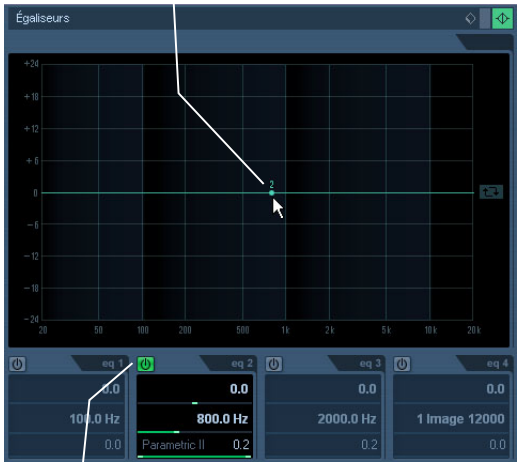 Égaliseurs
+24
+18
+12
+6
0
-6
-12
-18
-24
2
20 50 100 200 500 1k 2k 5k 10k 20k
eq 1 eq 2 eq 3 eq 4
0.0 0.0 0.0 0.0
100.0 Hz 800.0 Hz 2000.0 Hz 1 Image 12000
0.0 Parametric II 0.2 0.2 0.0